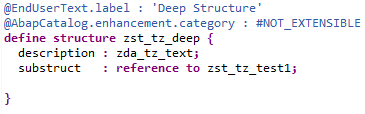 @EndUserText.label : 'Deep Structure'
@AbapCatalog.enhancement.category : #NOT_EXTENSIBLE
define structure zst_tz_deep {
  description : zda_tz_text;
  substruct   : reference to zst_tz_test1;
}